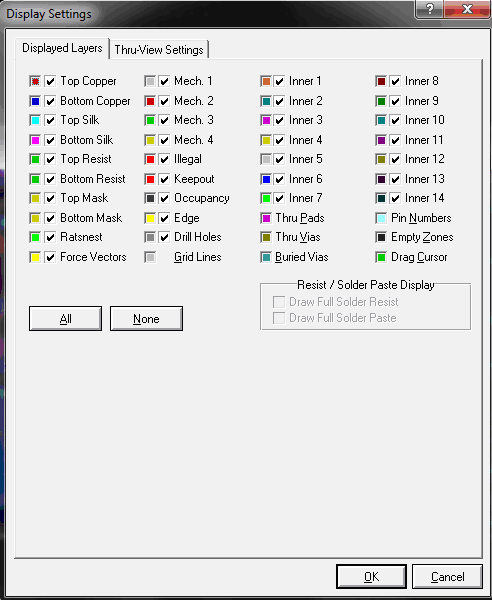 Display Settings
Displayed Layers Thru-View Settings
Top Copper Mech. 1 Inner 1 Inner 8
Bottom Copper Mech. 2 Inner 2 Inner 9
Top Silk Mech. 3 Inner 3 Inner 10
Bottom Silk Mech. 4 Inner 4 Inner 11
Top Resist Illegal Inner 5 Inner 12
Bottom Resist Keepout Inner 6 Inner 13
Top Mask Occupancy Inner 7 Inner 14
Bottom Mask Edge Thru Pads Pin Numbers
Ratsnest Drill Holes Thru Vias Empty Zones
Force Vectors Grid Lines Buried Vias Drag Cursor
Resist / Solder Paste Display
Draw Full Solder Resist
Draw Full Solder Paste
All None
OK Cancel